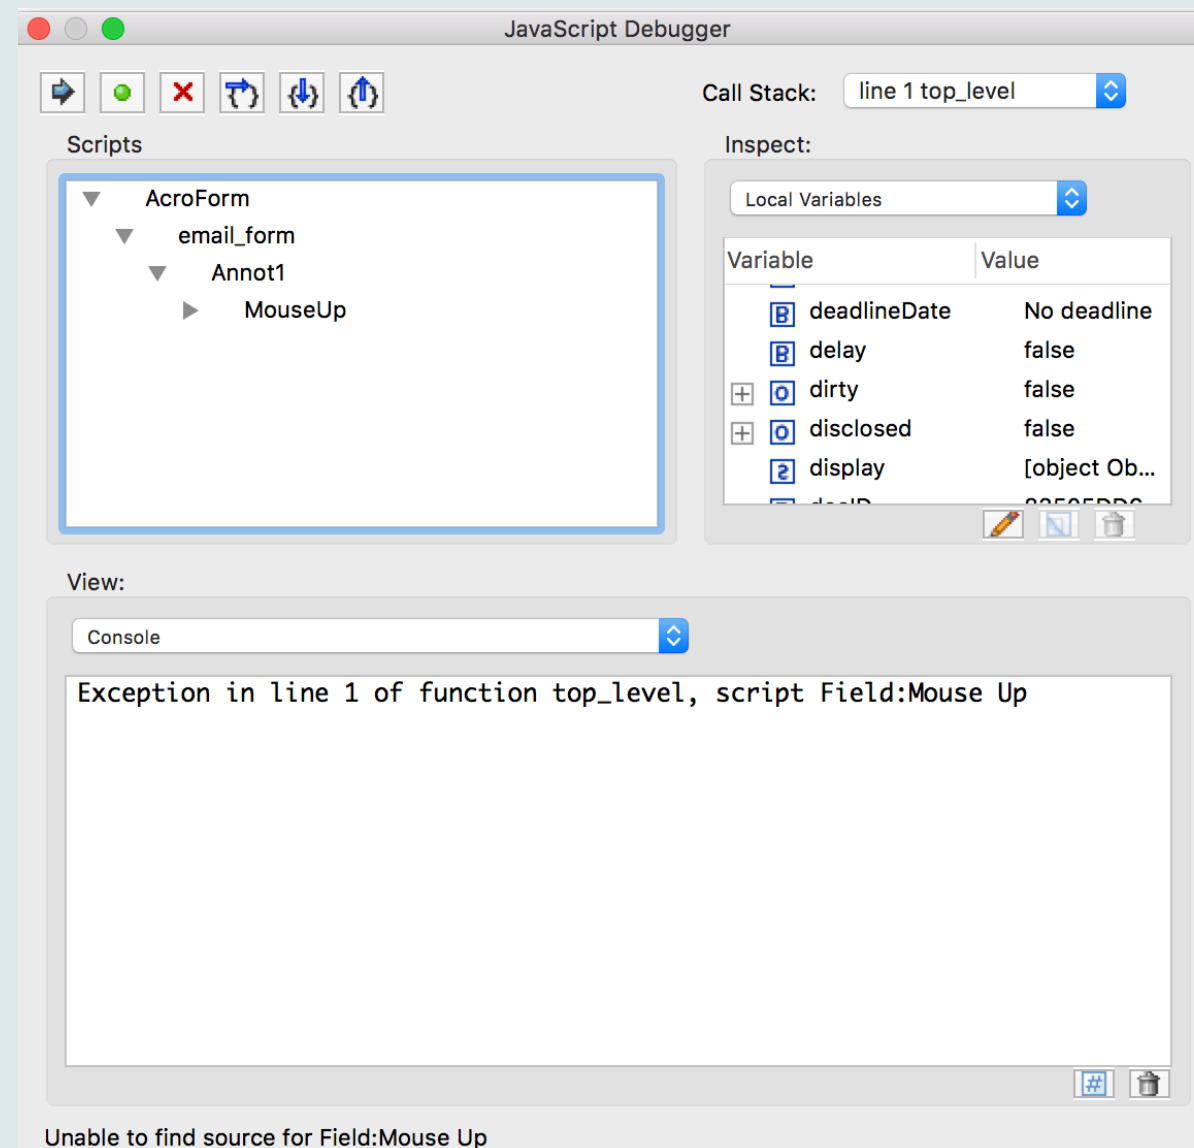 JavaScript Debugger
Call Stack: line 1 top_level
Scripts
AcroForm
email_form
Annot1
MouseUp
Inspect:
Local Variables
Variable Value
deadlineDate No deadline
delay false
dirty false
disclosed false
display [object Ob...
View:
Console
Exception in line 1 of function top_level, script Field:Mouse Up
Unable to find source for Field:Mouse Up